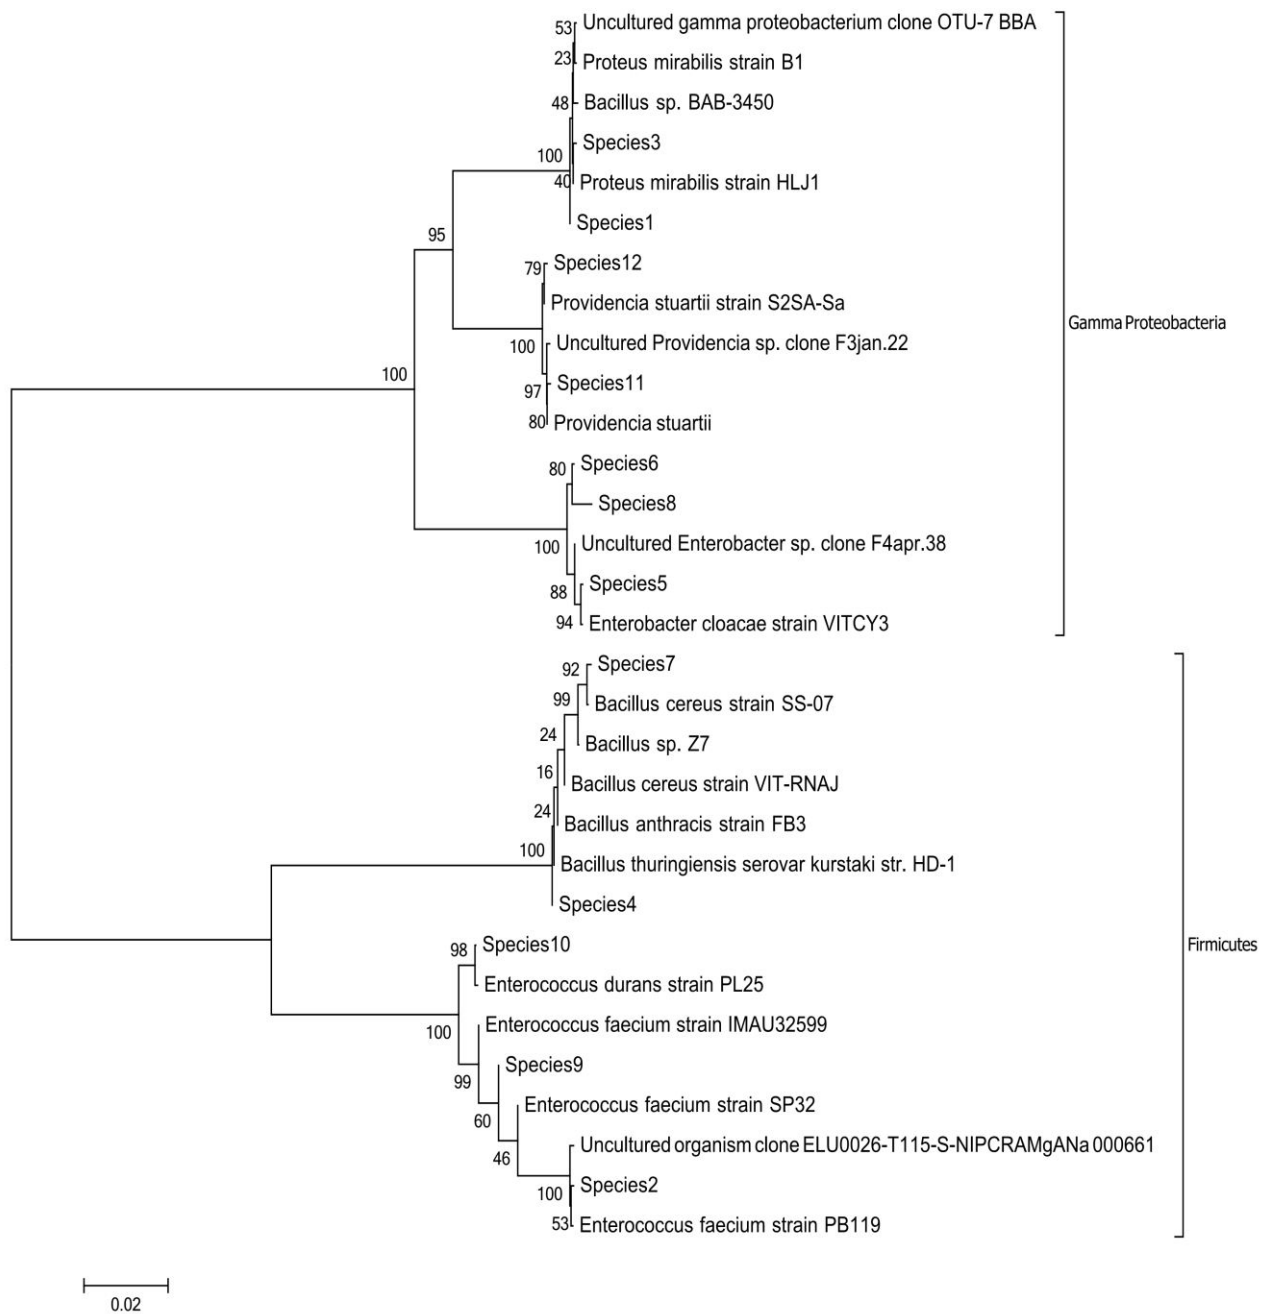 53
Uncultured gamma proteobacterium clone OTU-7 BBA
23
Proteus mirabilis strain B1
48
Bacillus sp. BAB-3450
Species3
100
40
Proteus mirabilis strain HLJ1
Species1
95
79
Species12
Providencia stuartii strain S2SA-Sa
Gamma Proteobacteria
100
Uncultured Providencia sp. clone F3jan.22
100
97
Species11
80
Providencia stuartii
80
Species6
Species8
100
Uncultured Enterobacter sp. clone F4apr.38
88
Species5
94
Enterobacter cloacae strain VITCY3
92
Species7
99
Bacillus cereus strain SS-07
24
Bacillus sp. Z7
16
Bacillus cereus strain VIT-RNAJ
24
Bacillus anthracis strain FB3
100
Bacillus thuringiensis serovar kurstaki str. HD-1
Species4
98
Species10
Firmicutes
Enterococcus durans strain PL25
100
Enterococcus faecium strain IMAU32599
99
Species9
60
Enterococcus faecium strain SP32
46
Uncultured organism clone ELU0026-T115-S-NIPCRAMgANa 000661
100
Species2
53
Enterococcus faecium strain PB119
0.02